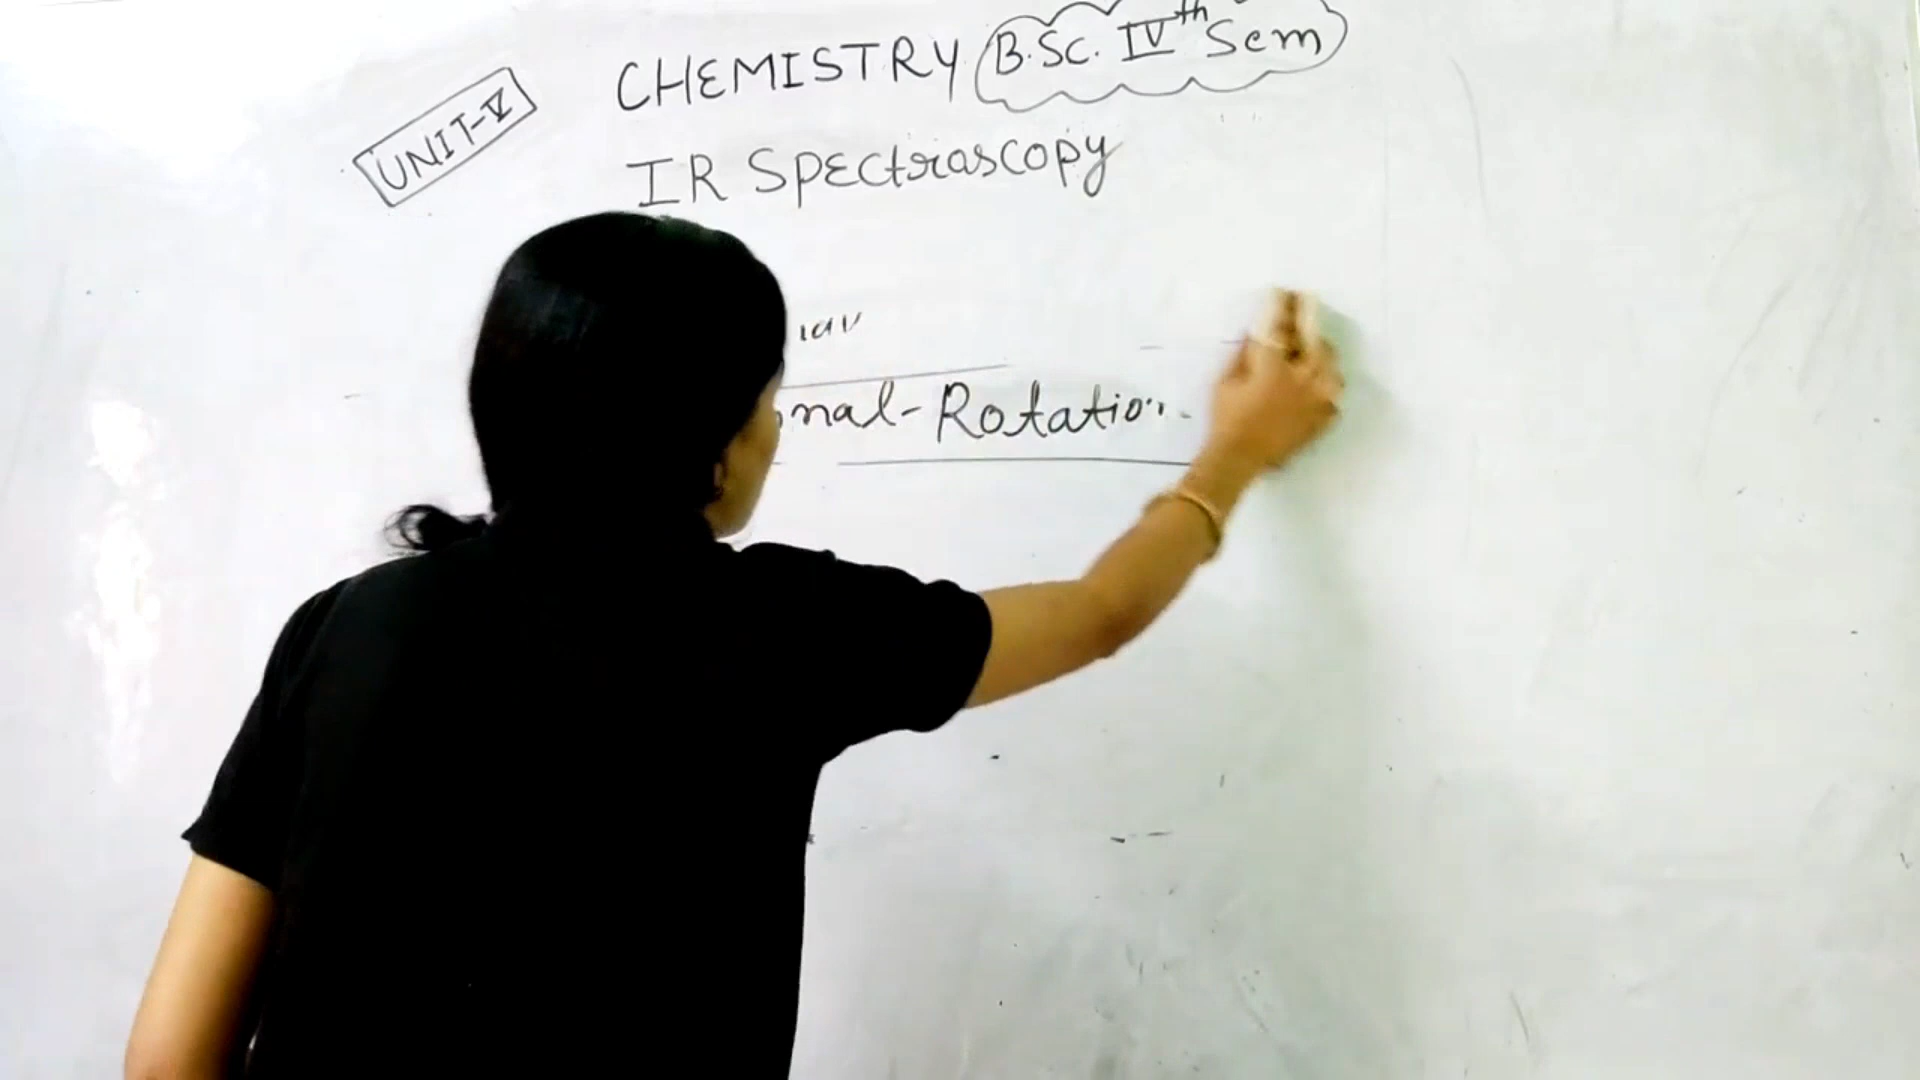 CHEMISTRY B.Sc. IVth Sem
UNIT-V
IR Spectroscopy
nal-Rotation